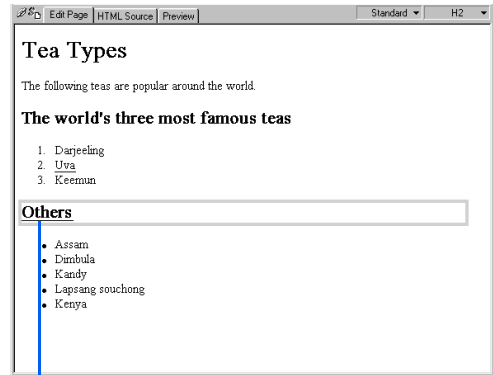 Edit Page HTML Source Preview Standard H2
Tea Types
The following teas are popular around the world.
The world's three most famous teas
1. Darjeeling
2. Uva
3. Keemun
Others
• Assam
• Dimbula
• Kandy
• Lapsang souchong
• Kenya